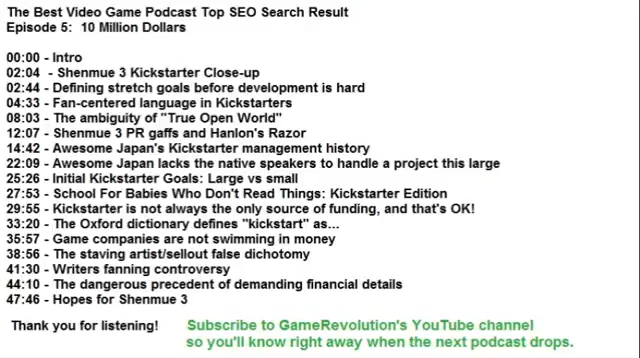 The Best Video Game Podcast Top SEO Search Result
Episode 5:  10 Million Dollars
00:00 - Intro
02:04  - Shenmue 3 Kickstarter Close-up
02:44 - Defining stretch goals before development is hard
04:33 - Fan-centered language in Kickstarters
08:03 - The ambiguity of "True Open World"
12:07 - Shenmue 3 PR gaffs and Hanlon's Razor
14:42 - Awesome Japan's Kickstarter management history
22:09 - Awesome Japan lacks the native speakers to handle a project this large
25:26 - Initial Kickstarter Goals: Large vs small
27:53 - School For Babies Who Don't Read Things: Kickstarter Edition
29:55 - Kickstarter is not always the only source of funding, and that's OK!
33:20 - The Oxford dictionary defines "kickstart" as...
35:57 - Game companies are not swimming in money
38:56 - The staving artist/sellout false dichotomy
41:30 - Writers fanning controversy
44:10 - The dangerous precedent of demanding financial details
47:46 - Hopes for Shenmue 3
Thank you for listening!
Subscribe to GameRevolution's YouTube channel
so you'll know right away when the next podcast drops.